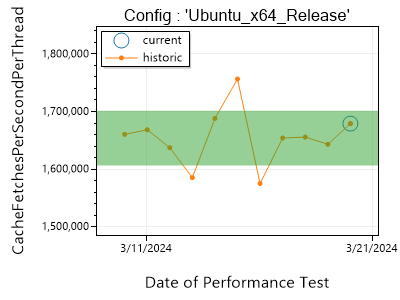 Config : 'Ubuntu_x64_Release'
current
historic
CacheFetchesPerSecondPerThread
1,800,000
1,700,000
1,600,000
1,500,000
3/11/2024
3/21/2024
Date of Performance Test